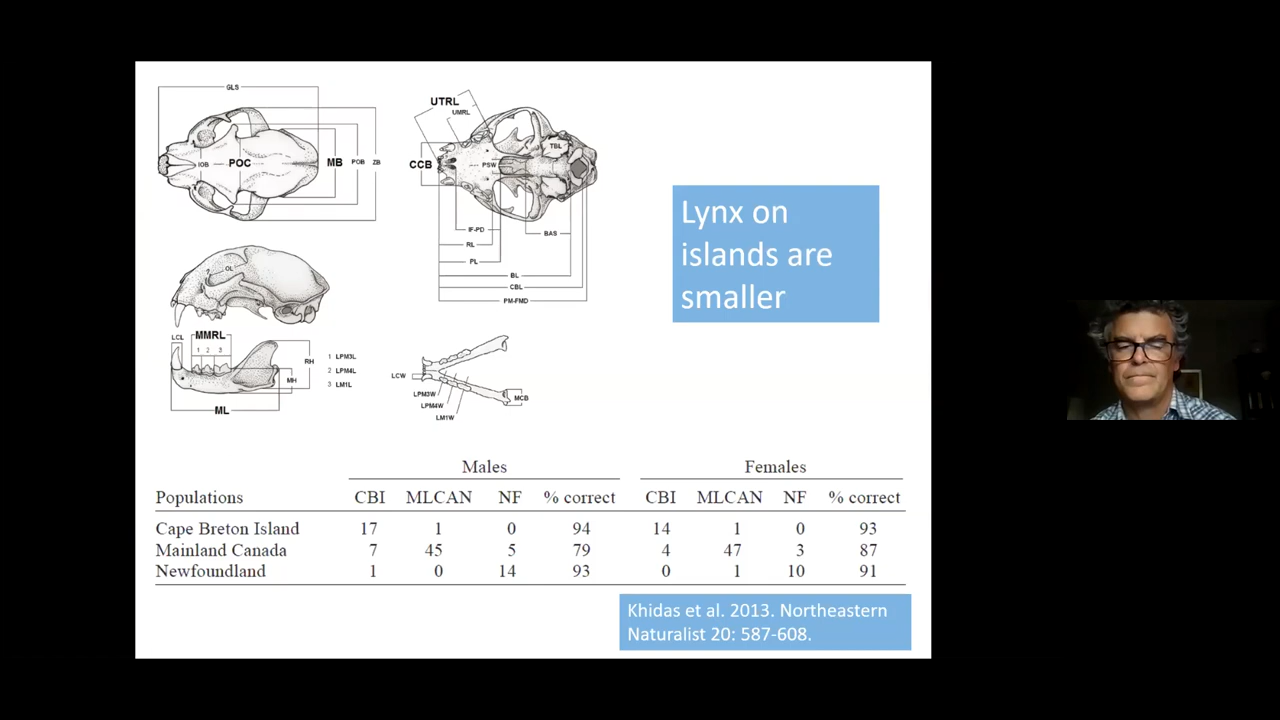 GLS
IOB
POC
MB
POB
ZB
UTRL
UMRL
CCB
PSW
TBL
IF-PD
BAS
RL
PL
BL
CBL
PM-FMD
OL
LCL
MMRL
1 2 3
RH
MH
ML
1 LPM3L
2 LPM4L
3 LM1L
LCW
LPM3W
LPM4W
LM1W
MCB
Lynx on
islands are
smaller
Males Females
Populations CBI MLCAN NF % correct CBI MLCAN NF % correct
Cape Breton Island 17 1 0 94 14 1 0 93
Mainland Canada 7 45 5 79 4 47 3 87
Newfoundland 1 0 14 93 0 1 10 91
Khidas et al. 2013. Northeastern
Naturalist 20: 587-608.